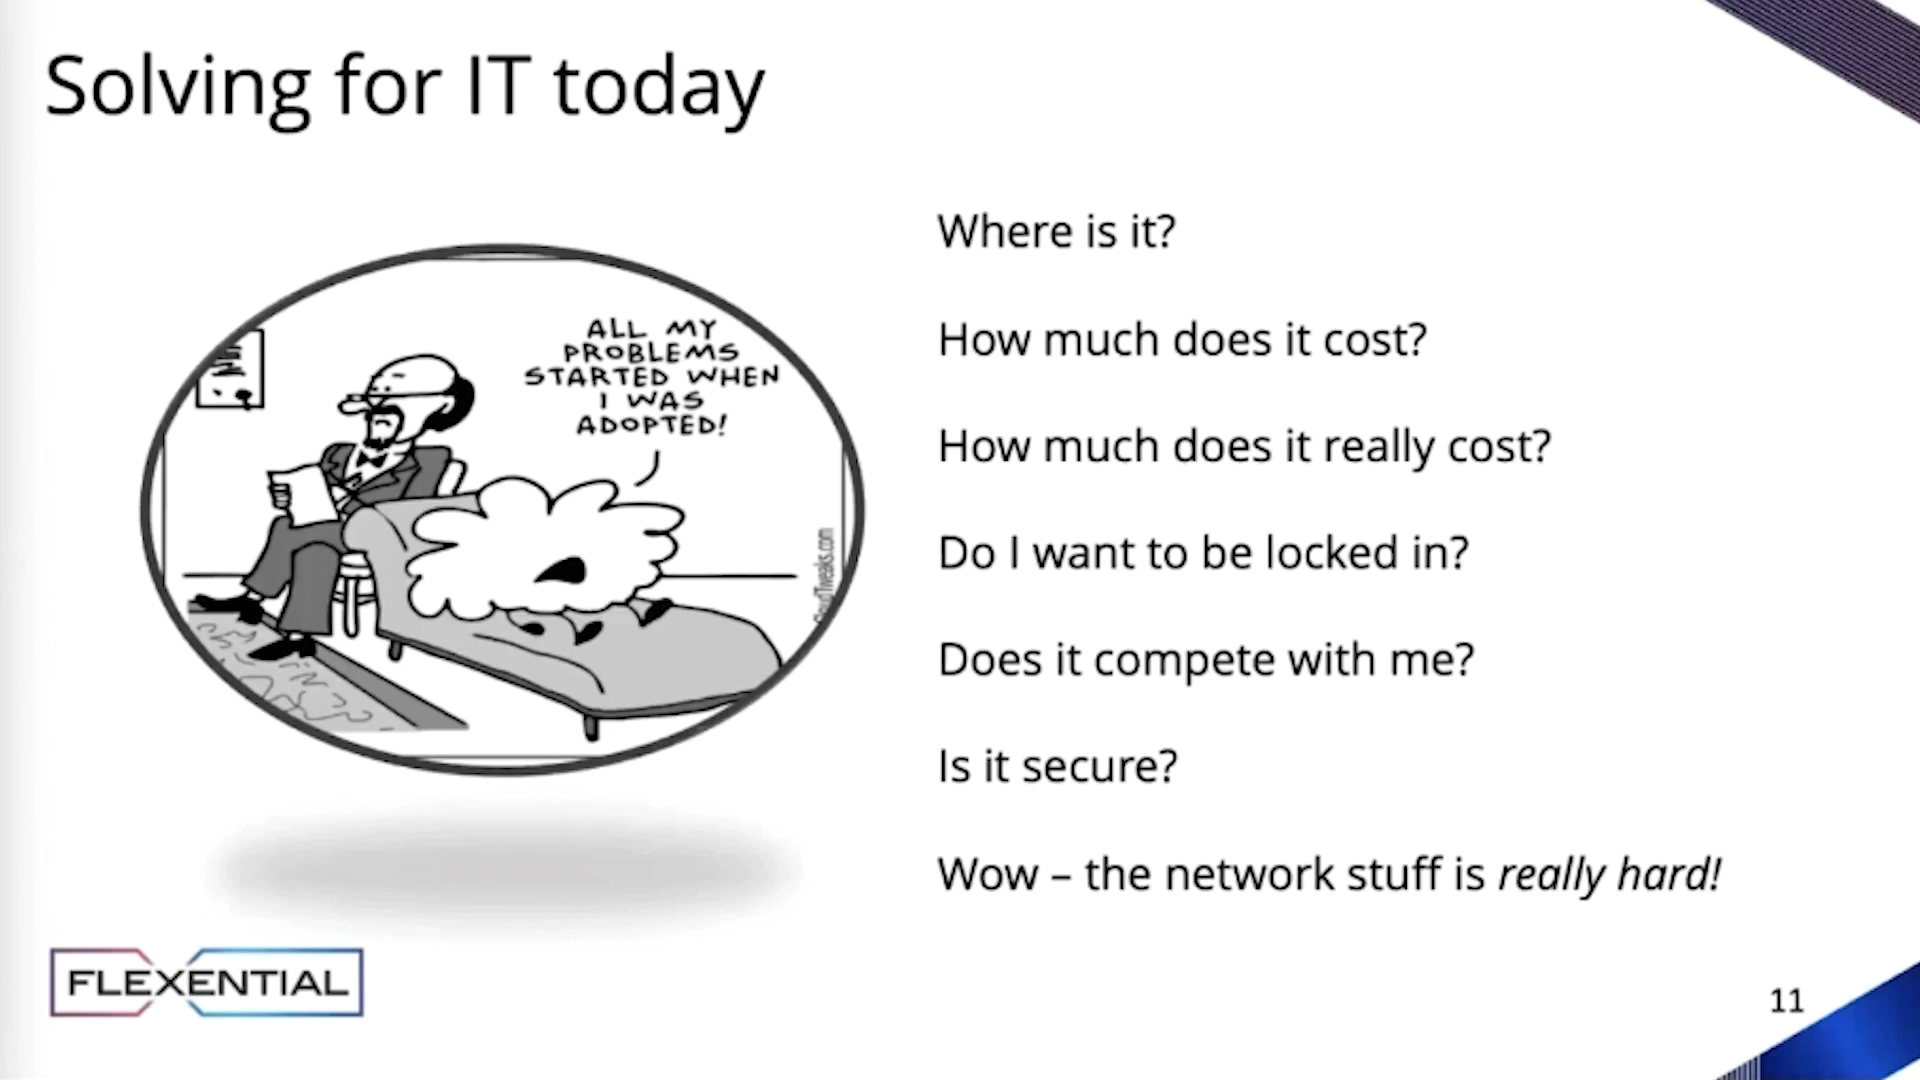 Solving for IT today
ALL MY
PROBLEMS
STARTED WHEN
I WAS
ADOPTED!
CloudTweaks.com
Where is it?
How much does it cost?
How much does it really cost?
Do I want to be locked in?
Does it compete with me?
Is it secure?
Wow – the network stuff is really hard!
FLEXENTIAL
11